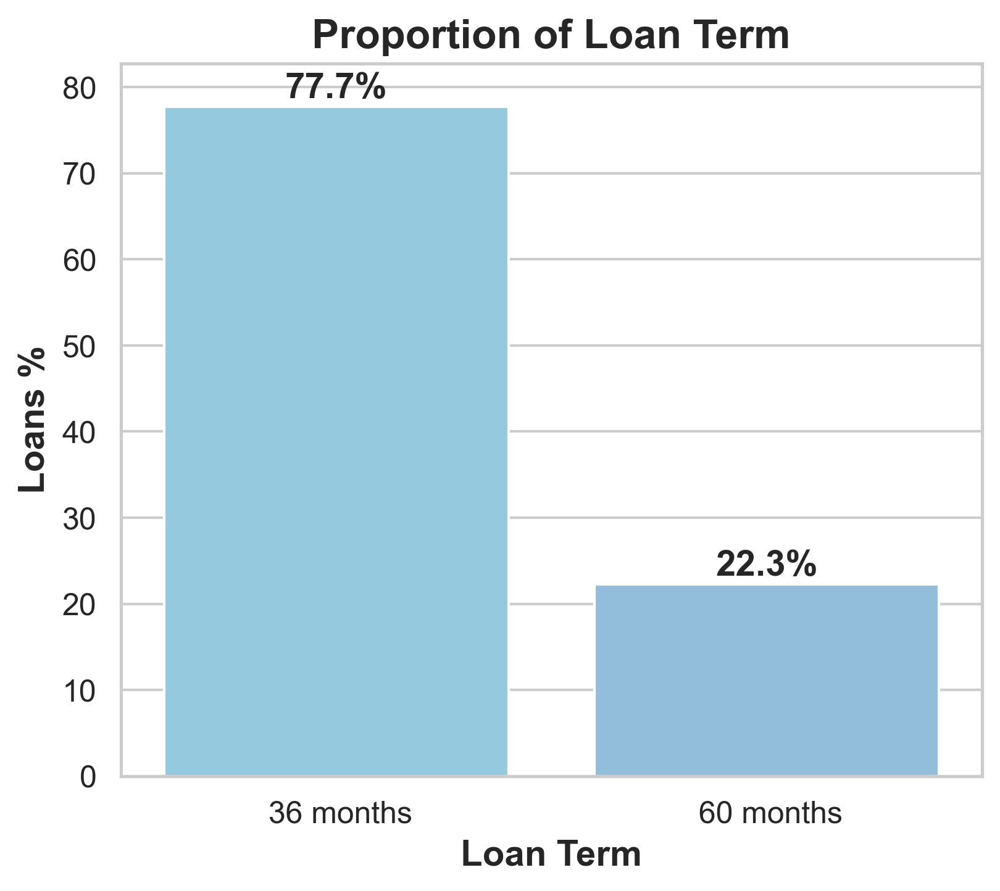 Proportion of Loan Term
Loans %
80
70
60
50
40
30
20
10
0
77.7%
22.3%
36 months
60 months
Loan Term